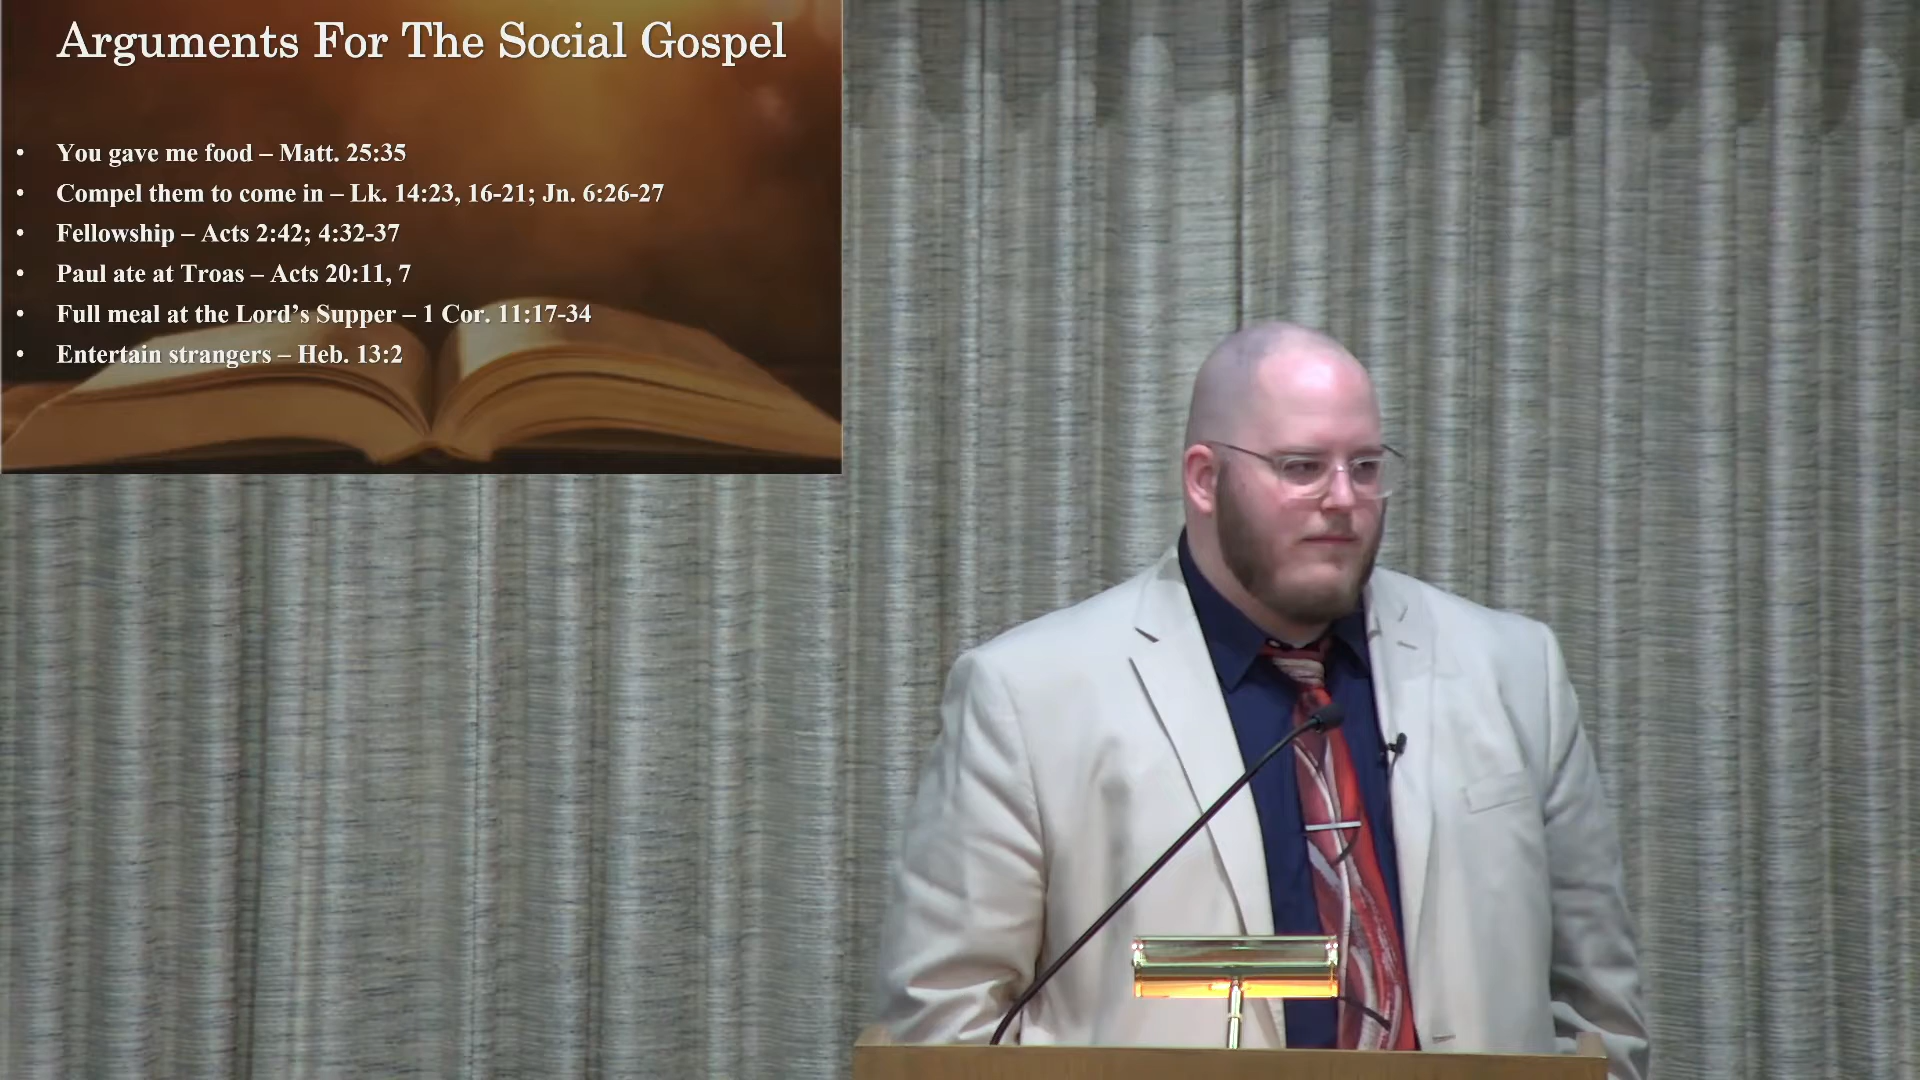 Arguments For The Social Gospel
• You gave me food – Matt. 25:35
• Compel them to come in – Lk. 14:23, 16-21; Jn. 6:26-27
• Fellowship – Acts 2:42; 4:32-37
• Paul ate at Troas – Acts 20:11, 7
• Full meal at the Lord’s Supper – 1 Cor. 11:17-34
• Entertain strangers – Heb. 13:2